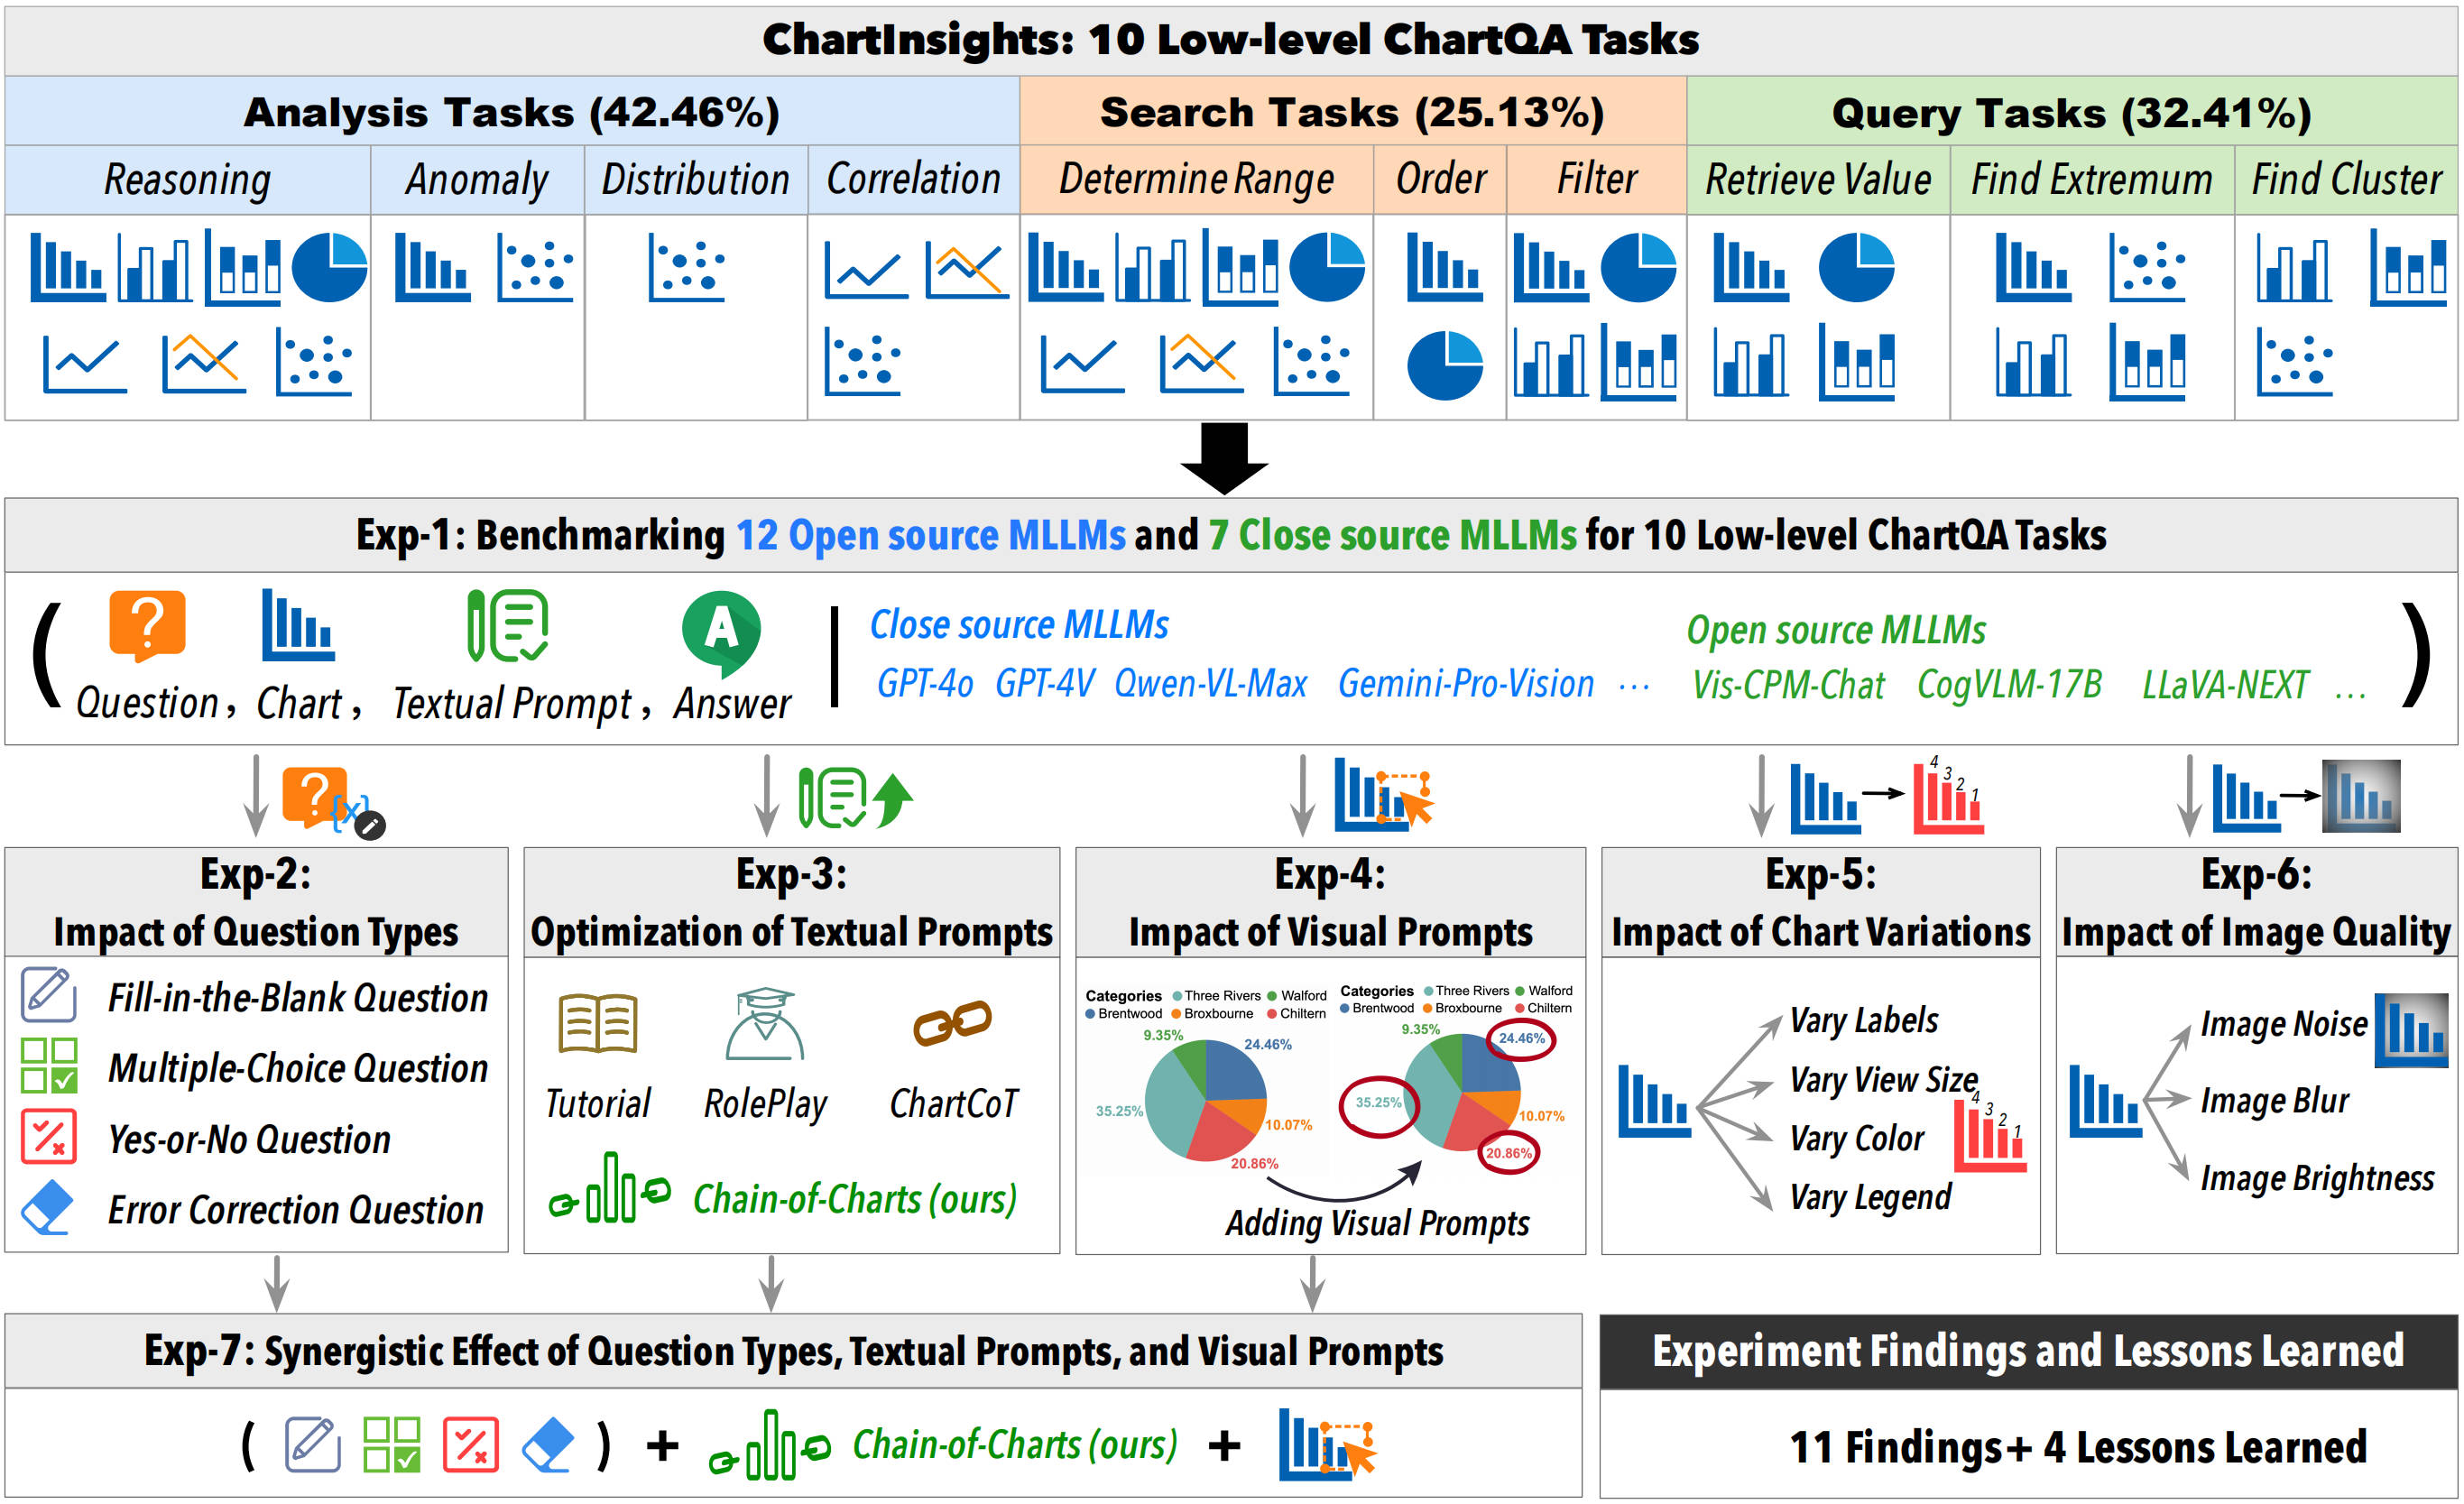 ChartInsights: 10 Low-level ChartQA Tasks
Analysis Tasks (42.46%)
Search Tasks (25.13%)
Query Tasks (32.41%)
Reasoning
Anomaly
Distribution
Correlation
Determine Range
Order
Filter
Retrieve Value
Find Extremum
Find Cluster
Exp-1: Benchmarking 12 Open source MLLMs and 7 Close source MLLMs for 10 Low-level ChartQA Tasks
( ? A )
Question , Chart , Textual Prompt , Answer
Close source MLLMs
GPT-4o GPT-4V Qwen-VL-Max Gemini-Pro-Vision ...
Open source MLLMs
Vis-CPM-Chat CogVLM-17B LLaVA-NEXT ...
? {x}
4 3 2 1
Exp-2:
Impact of Question Types
Fill-in-the-Blank Question
Multiple-Choice Question
Yes-or-No Question
Error Correction Question
Exp-3:
Optimization of Textual Prompts
Tutorial
RolePlay
ChartCoT
Chain-of-Charts (ours)
Exp-4:
Impact of Visual Prompts
Categories Three Rivers Walford
Brentwood Broxbourne Chiltern
9.35%
24.46%
35.25%
10.07%
20.86%
Categories Three Rivers Walford
Brentwood Broxbourne Chiltern
9.35%
24.46%
35.25%
10.07%
20.86%
Adding Visual Prompts
Exp-5:
Impact of Chart Variations
Vary Labels
Vary View Size
Vary Color
4 3 2 1
Vary Legend
Exp-6:
Impact of Image Quality
Image Noise
Image Blur
Image Brightness
Exp-7: Synergistic Effect of Question Types, Textual Prompts, and Visual Prompts
( ) + Chain-of-Charts (ours) +
Experiment Findings and Lessons Learned
11 Findings+ 4 Lessons Learned